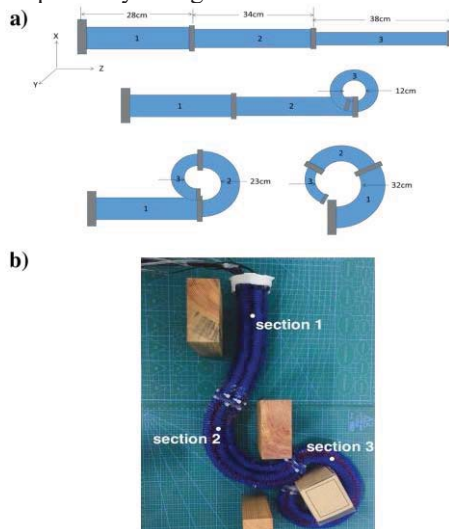 a)
28cm
34cm
38cm
X
Y
Z
1
2
3
3
1
2
12cm
3
2
23cm
1
2
3
1
32cm
b)
section 1
section 2
section 3